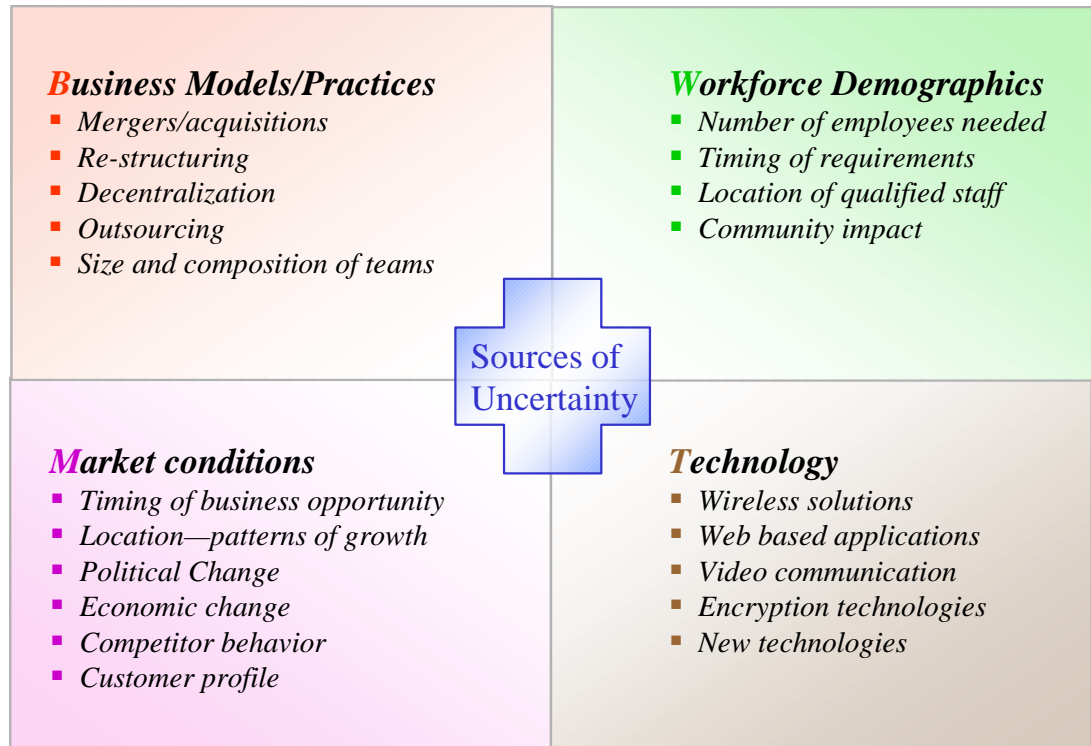 Business Models/Practices
▪ Mergers/acquisitions
▪ Re-structuring
▪ Decentralization
▪ Outsourcing
▪ Size and composition of teams
Workforce Demographics
▪ Number of employees needed
▪ Timing of requirements
▪ Location of qualified staff
▪ Community impact
Sources of
Uncertainty
Market conditions
▪ Timing of business opportunity
▪ Location—patterns of growth
▪ Political Change
▪ Economic change
▪ Competitor behavior
▪ Customer profile
Technology
▪ Wireless solutions
▪ Web based applications
▪ Video communication
▪ Encryption technologies
▪ New technologies